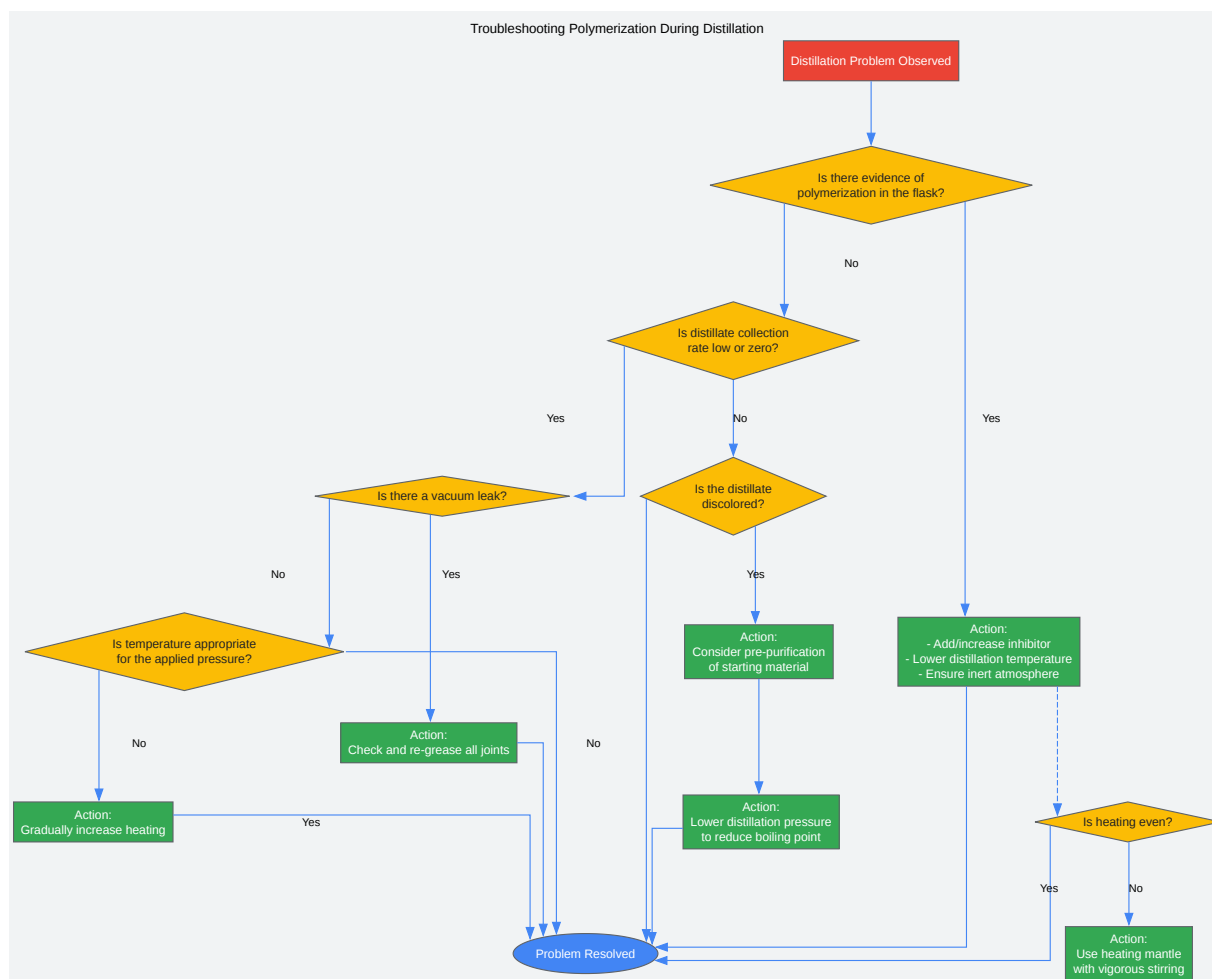 Troubleshooting Polymerization During Distillation
Distillation Problem Observed
Is there evidence of
polymerization in the flask?
No
Is distillate collection
rate low or zero?
Yes
No
Yes
Is there a vacuum leak?
Is the distillate
discolored?
No
Yes
Yes
Is temperature appropriate
for the applied pressure?
Action:
Consider pre-purification
of starting material
Action:
- Add/increase inhibitor
- Lower distillation temperature
- Ensure inert atmosphere
No
Action:
Check and re-grease all joints
No
Action:
Gradually increase heating
Yes
Action:
Lower distillation pressure
to reduce boiling point
Is heating even?
Yes
No
Problem Resolved
Action:
Use heating mantle
with vigorous stirring